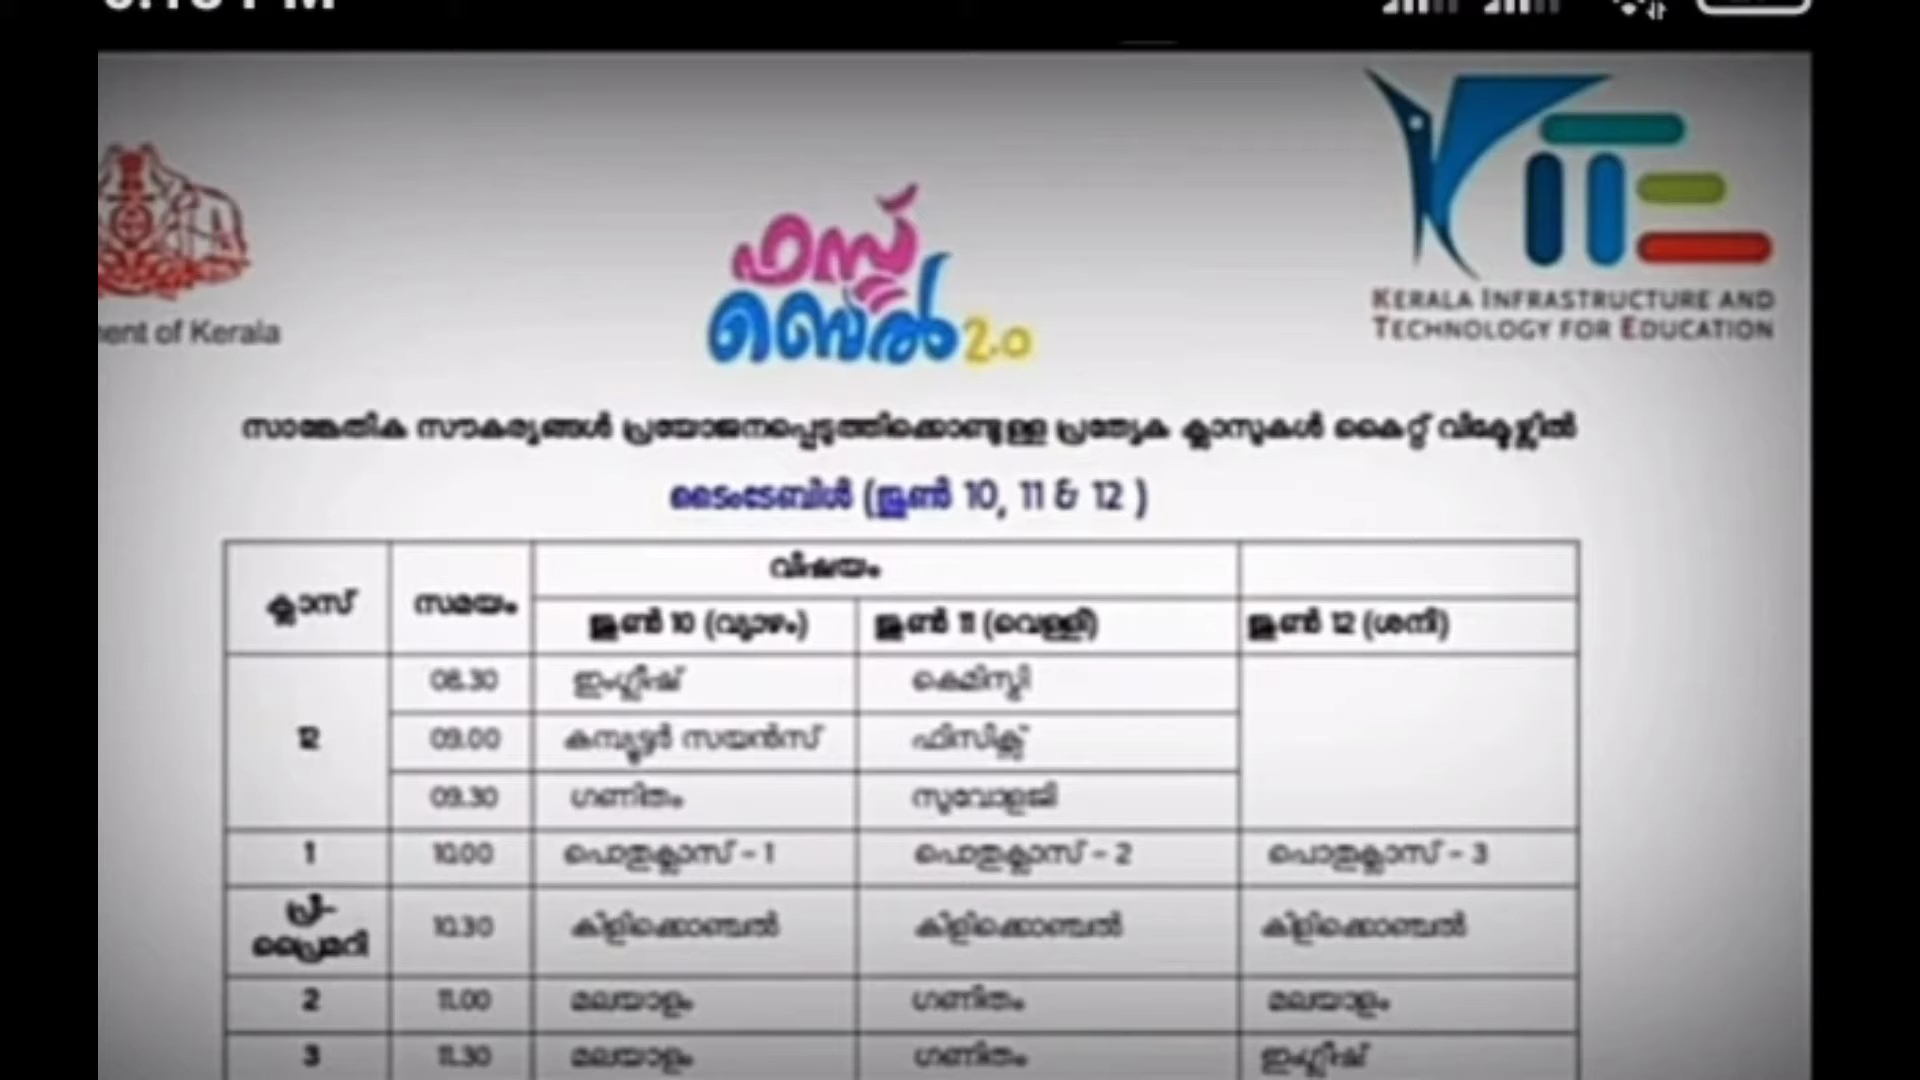 ment of Kerala
ഫസ്റ്റ്
ബെൽ 2.0
KITE
KERALA INFRASTRUCTURE AND
TECHNOLOGY FOR EDUCATION
സാങ്കേതിക സൗകര്യങ്ങൾ പ്രയോജനപ്പെടുത്തിക്കൊണ്ടുള്ള പ്രത്യേക ക്ലാസുകൾ കൈറ്റ് വിക്ടേഴ്സിൽ
ടൈംടേബിൾ (ജൂൺ 10, 11 & 12 )
ക്ലാസ് സമയം വിഷയം
ജൂൺ 10 (വ്യാഴം) ജൂൺ 11 (വെള്ളി) ജൂൺ 12 (ശനി)
12 08.30 ഇംഗ്ലീഷ് കെമിസ്ട്രി
09.00 കമ്പ്യൂട്ടർ സയൻസ് ഫിസിക്സ്
09.30 ഗണിതം സുവോളജി
1 10.00 പൊതുക്ലാസ് - 1 പൊതുക്ലാസ് - 2 പൊതുക്ലാസ് - 3
പ്രീ-
പ്രൈമറി 10.30 കിളിക്കൊഞ്ചൽ കിളിക്കൊഞ്ചൽ കിളിക്കൊഞ്ചൽ
2 11.00 മലയാളം ഗണിതം മലയാളം
3 11.30 മലയാളം ഗണിതം ഇംഗ്ലീഷ്